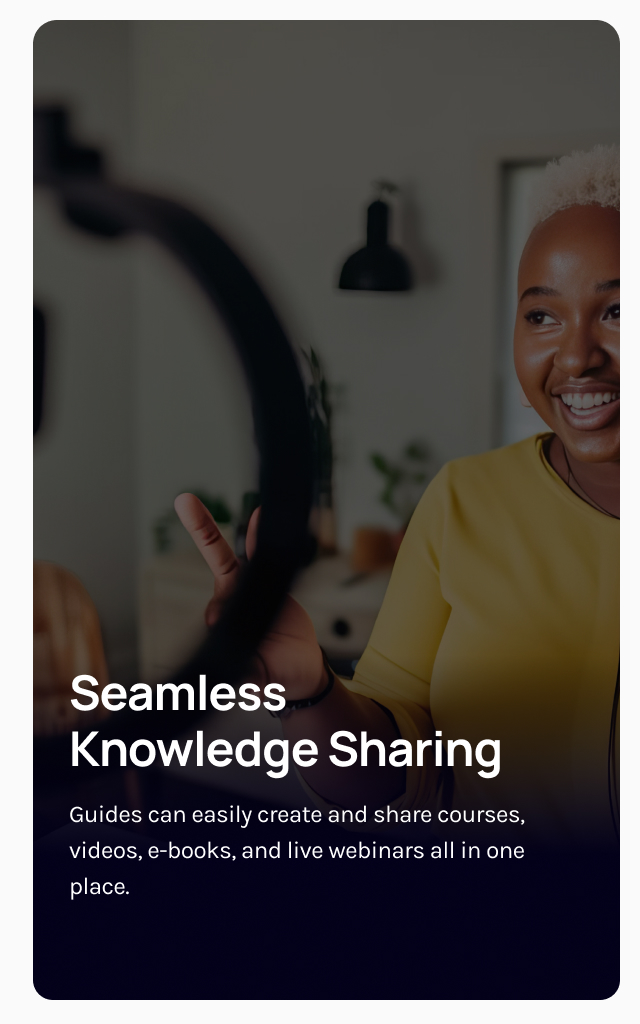 Seamless
Knowledge Sharing
Guides can easily create and share courses,
videos, e-books, and live webinars all in one
place.